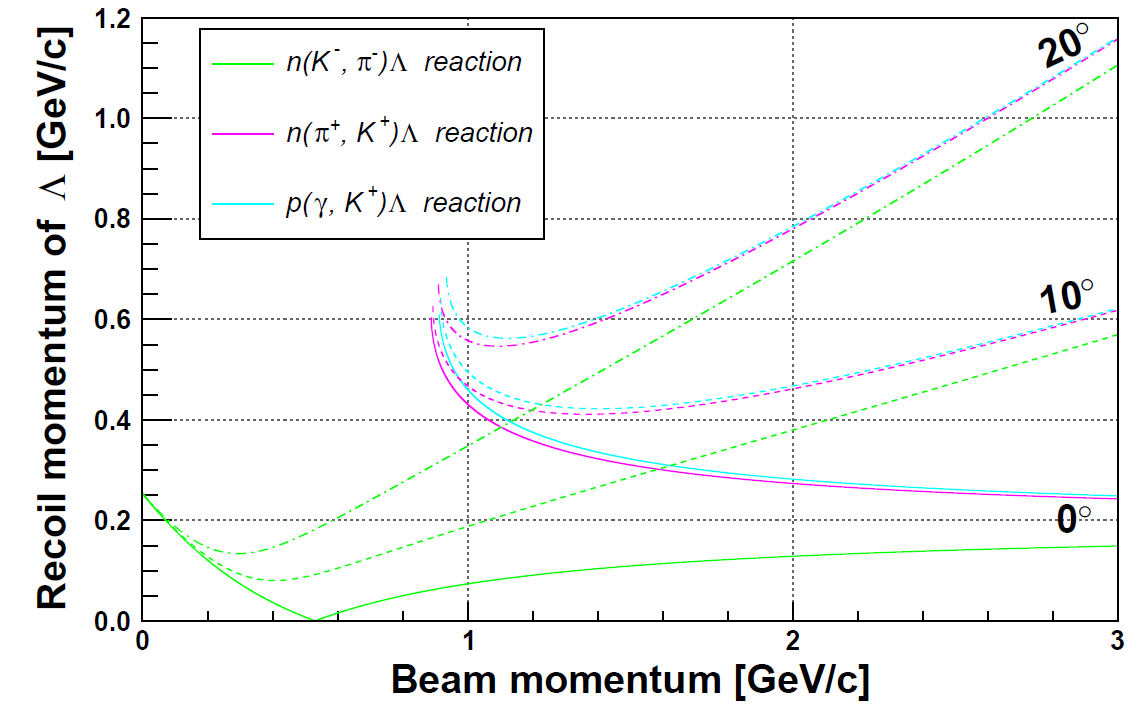 Recoil momentum of Λ [GeV/c]
1.2
1.0
0.8
0.6
0.4
0.2
0.0
n(K⁻, π⁻)Λ reaction
n(π⁺, K⁺)Λ reaction
p(γ, K⁺)Λ reaction
20°
10°
0°
0 1 2 3
Beam momentum [GeV/c]